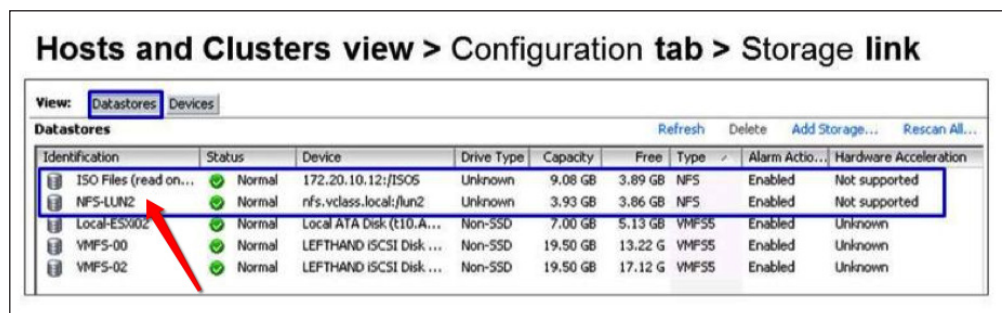 Hosts and Clusters view > Configuration tab > Storage link
View: Datastores Devices
Datastores Refresh Delete Add Storage... Rescan All...
Identification Status Device Drive Type Capacity Free Type Alarm Actio... Hardware Acceleration
ISO Files (read on... Normal 172.20.10.12:/ISOS Unknown 9.08 GB 3.89 GB NFS Enabled Not supported
NFS-LUN2 Normal nfs.vclass.local:/lun2 Unknown 3.93 GB 3.86 GB NFS Enabled Not supported
Local-ESXi02 Normal Local ATA Disk (t10.A... Non-SSD 7.00 GB 5.13 GB VMFS5 Enabled Unknown
VMFS-00 Normal LEFTHAND iSCSI Disk ... Non-SSD 19.50 GB 13.22 G VMFS5 Enabled Unknown
VMFS-02 Normal LEFTHAND iSCSI Disk ... Non-SSD 19.50 GB 17.12 G VMFS5 Enabled Unknown